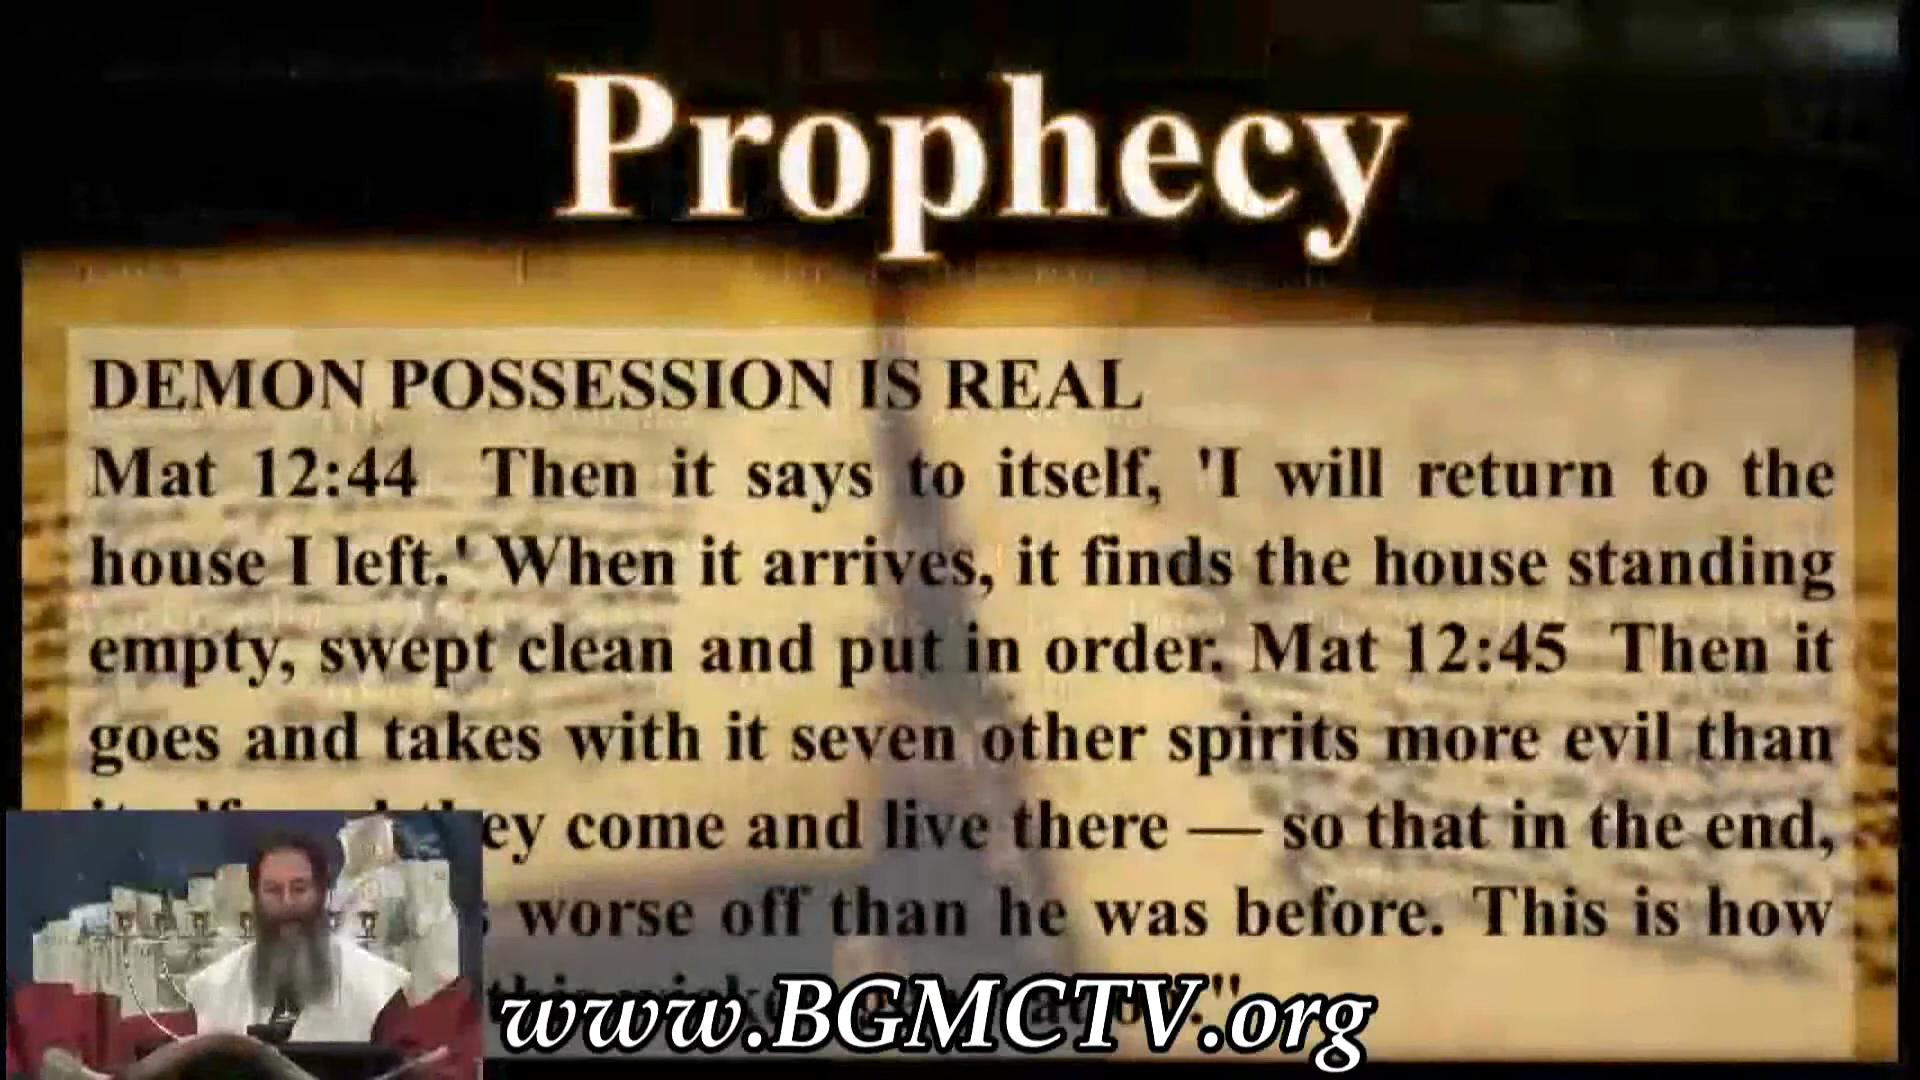 Prophecy
DEMON POSSESSION IS REAL
Mat 12:44 Then it says to itself, 'I will return to the
house I left.' When it arrives, it finds the house standing
empty, swept clean and put in order. Mat 12:45 Then it
goes and takes with it seven other spirits more evil than
come and live there — so that in the end,
worse off than he was before. This is how
www.BGMCTV.org